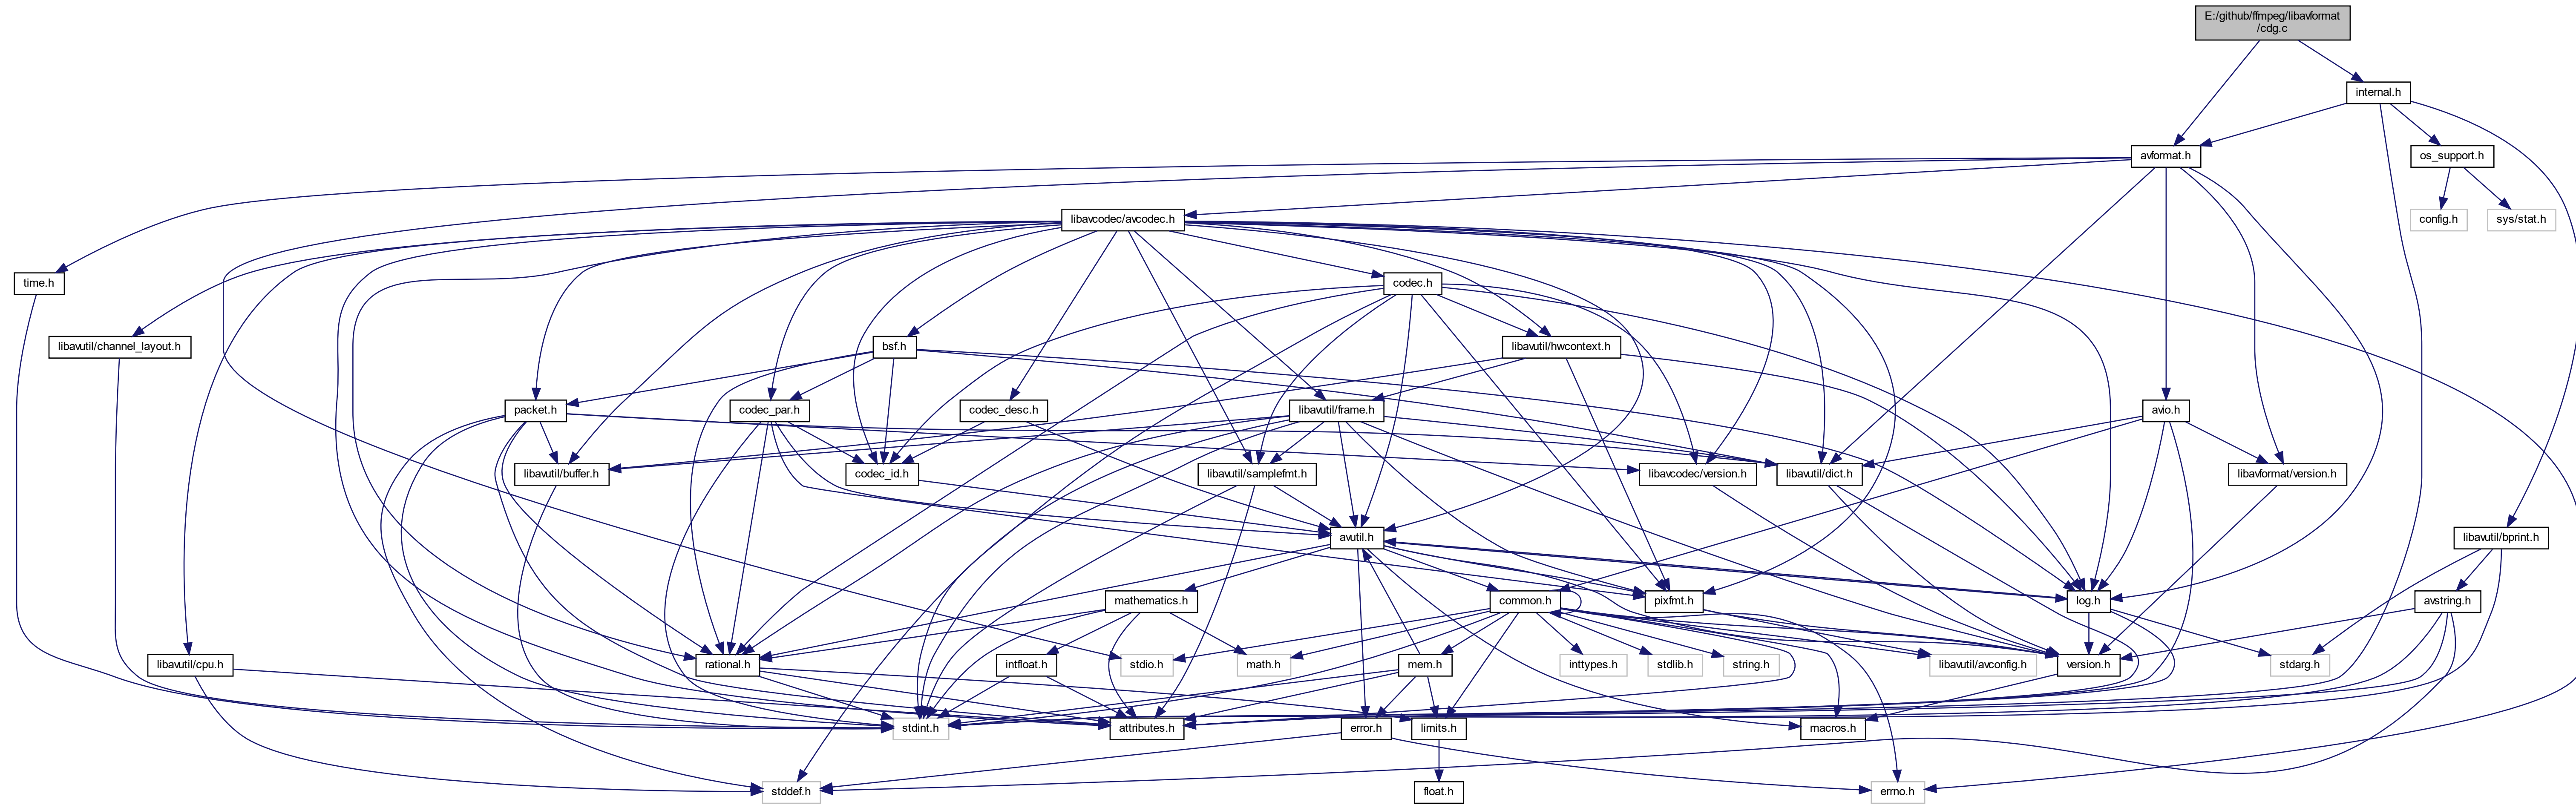 E:/github/ffmpeg/libavformat
/cdg.c
internal.h
avformat.h
os_support.h
libavcodec/avcodec.h
config.h
sys/stat.h
time.h
codec.h
libavutil/channel_layout.h
bsf.h
libavutil/hwcontext.h
packet.h
codec_par.h
codec_desc.h
libavutil/frame.h
avio.h
libavutil/buffer.h
codec_id.h
libavutil/samplefmt.h
libavcodec/version.h
libavutil/dict.h
libavformat/version.h
avutil.h
libavutil/bprint.h
mathematics.h
common.h
pixfmt.h
log.h
avstring.h
libavutil/cpu.h
rational.h
intfloat.h
stdio.h
math.h
mem.h
inttypes.h
stdlib.h
string.h
libavutil/avconfig.h
version.h
stdarg.h
stdint.h
attributes.h
error.h
limits.h
macros.h
stddef.h
float.h
errno.h